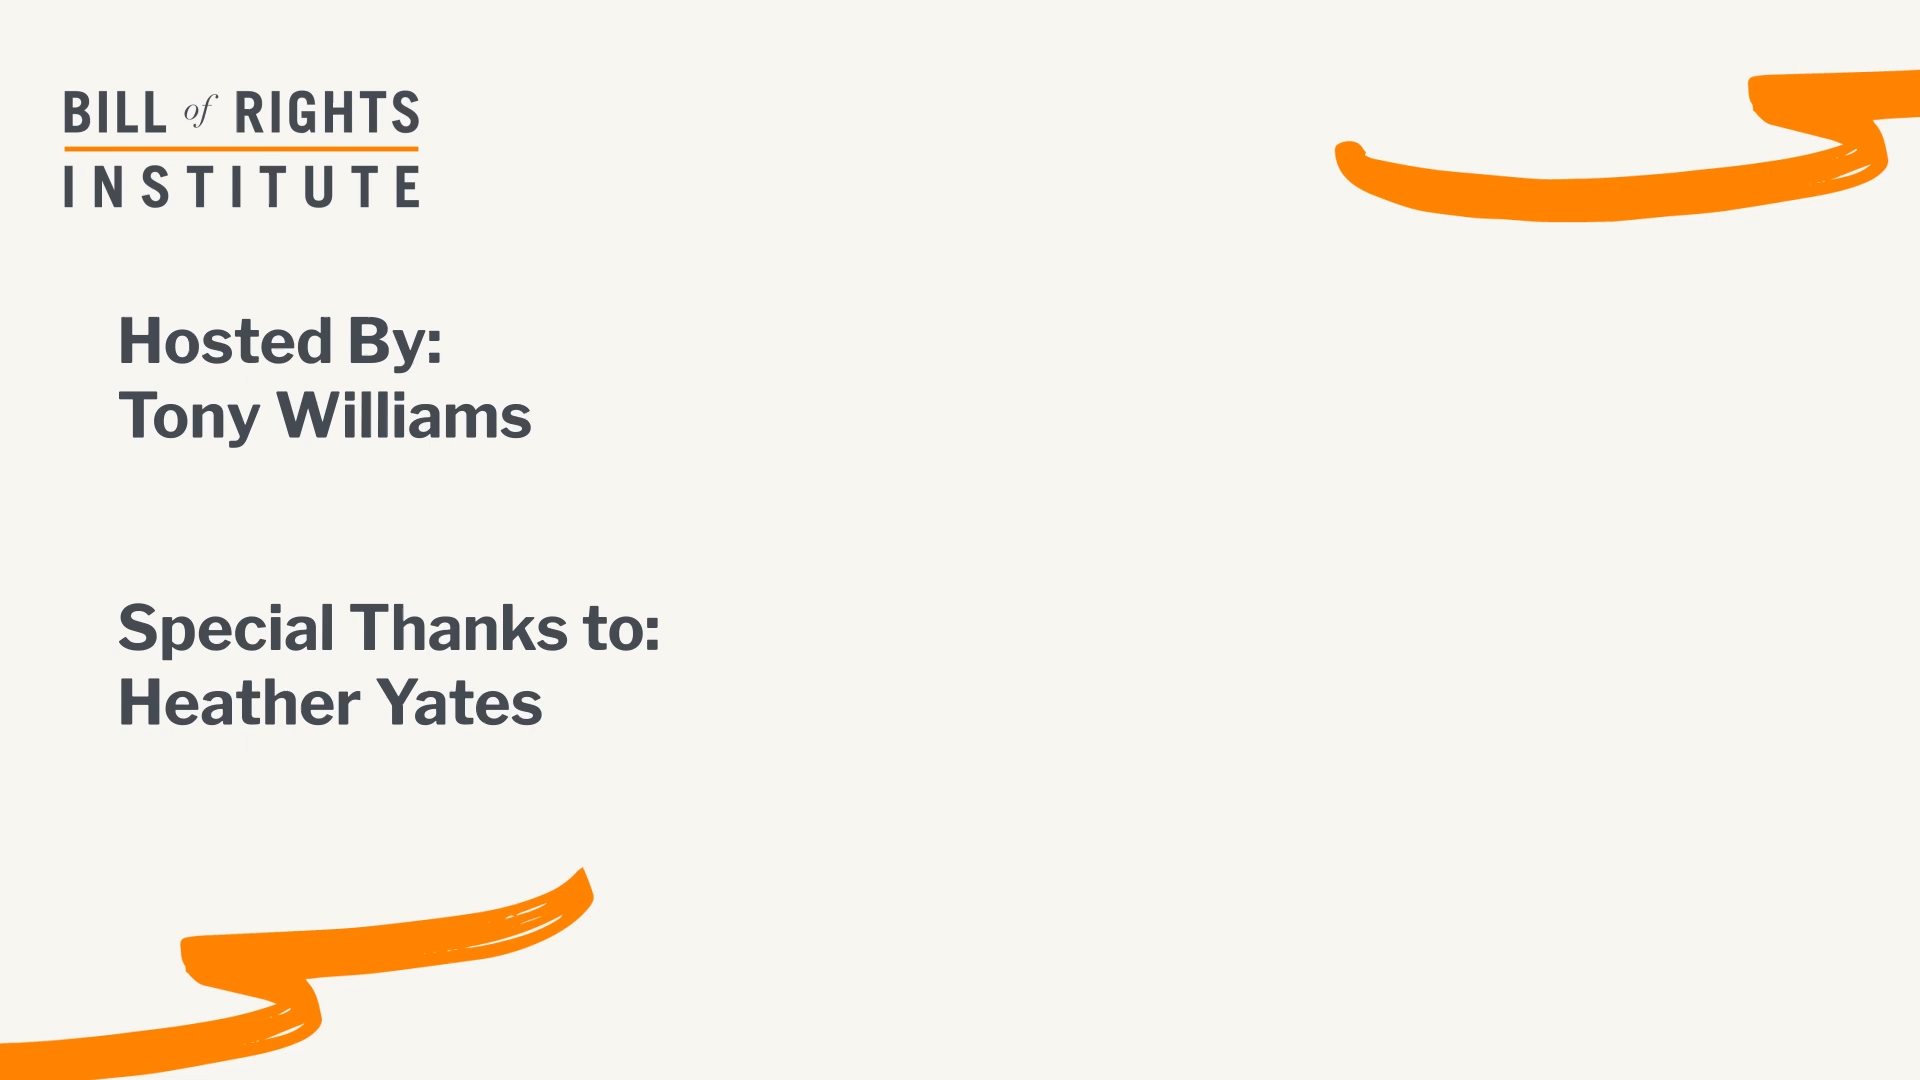 BILL of RIGHTS
INSTITUTE
Hosted By:
Tony Williams
Special Thanks to:
Heather Yates